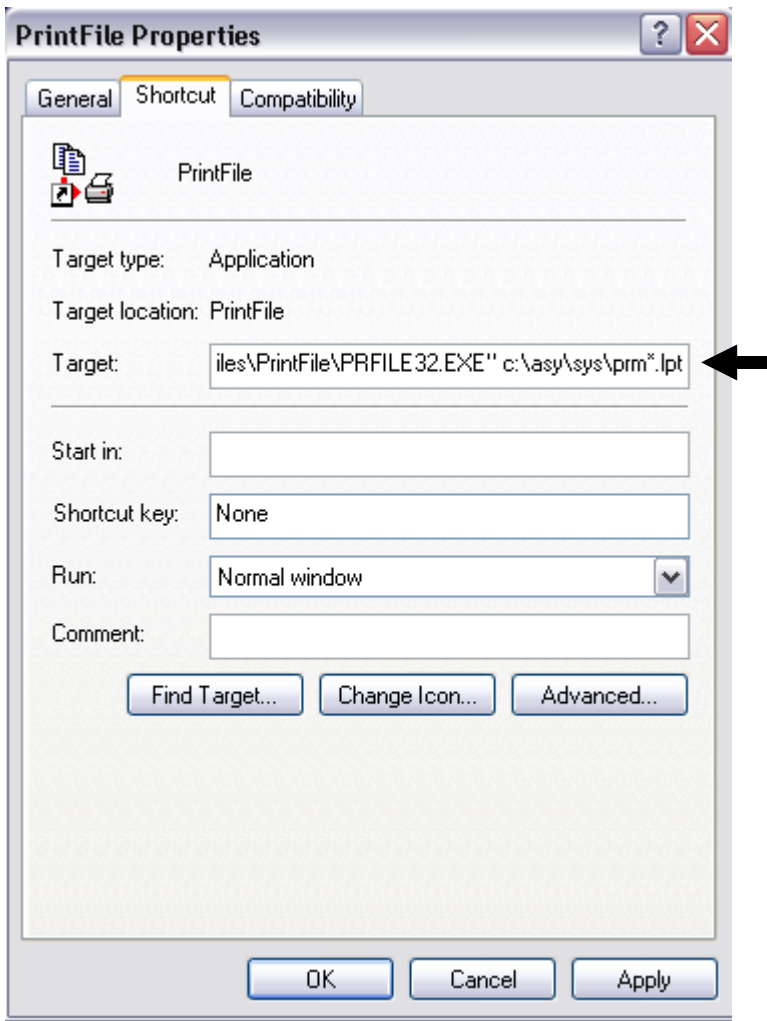 PrintFile Properties
General Shortcut Compatibility
PrintFile
Target type: Application
Target location: PrintFile
Target: iles\PrintFile\PRFILE32.EXE" c:\asy\sys\prm*.lpt
Start in:
Shortcut key: None
Run: Normal window
Comment:
Find Target... Change Icon... Advanced...
OK Cancel Apply